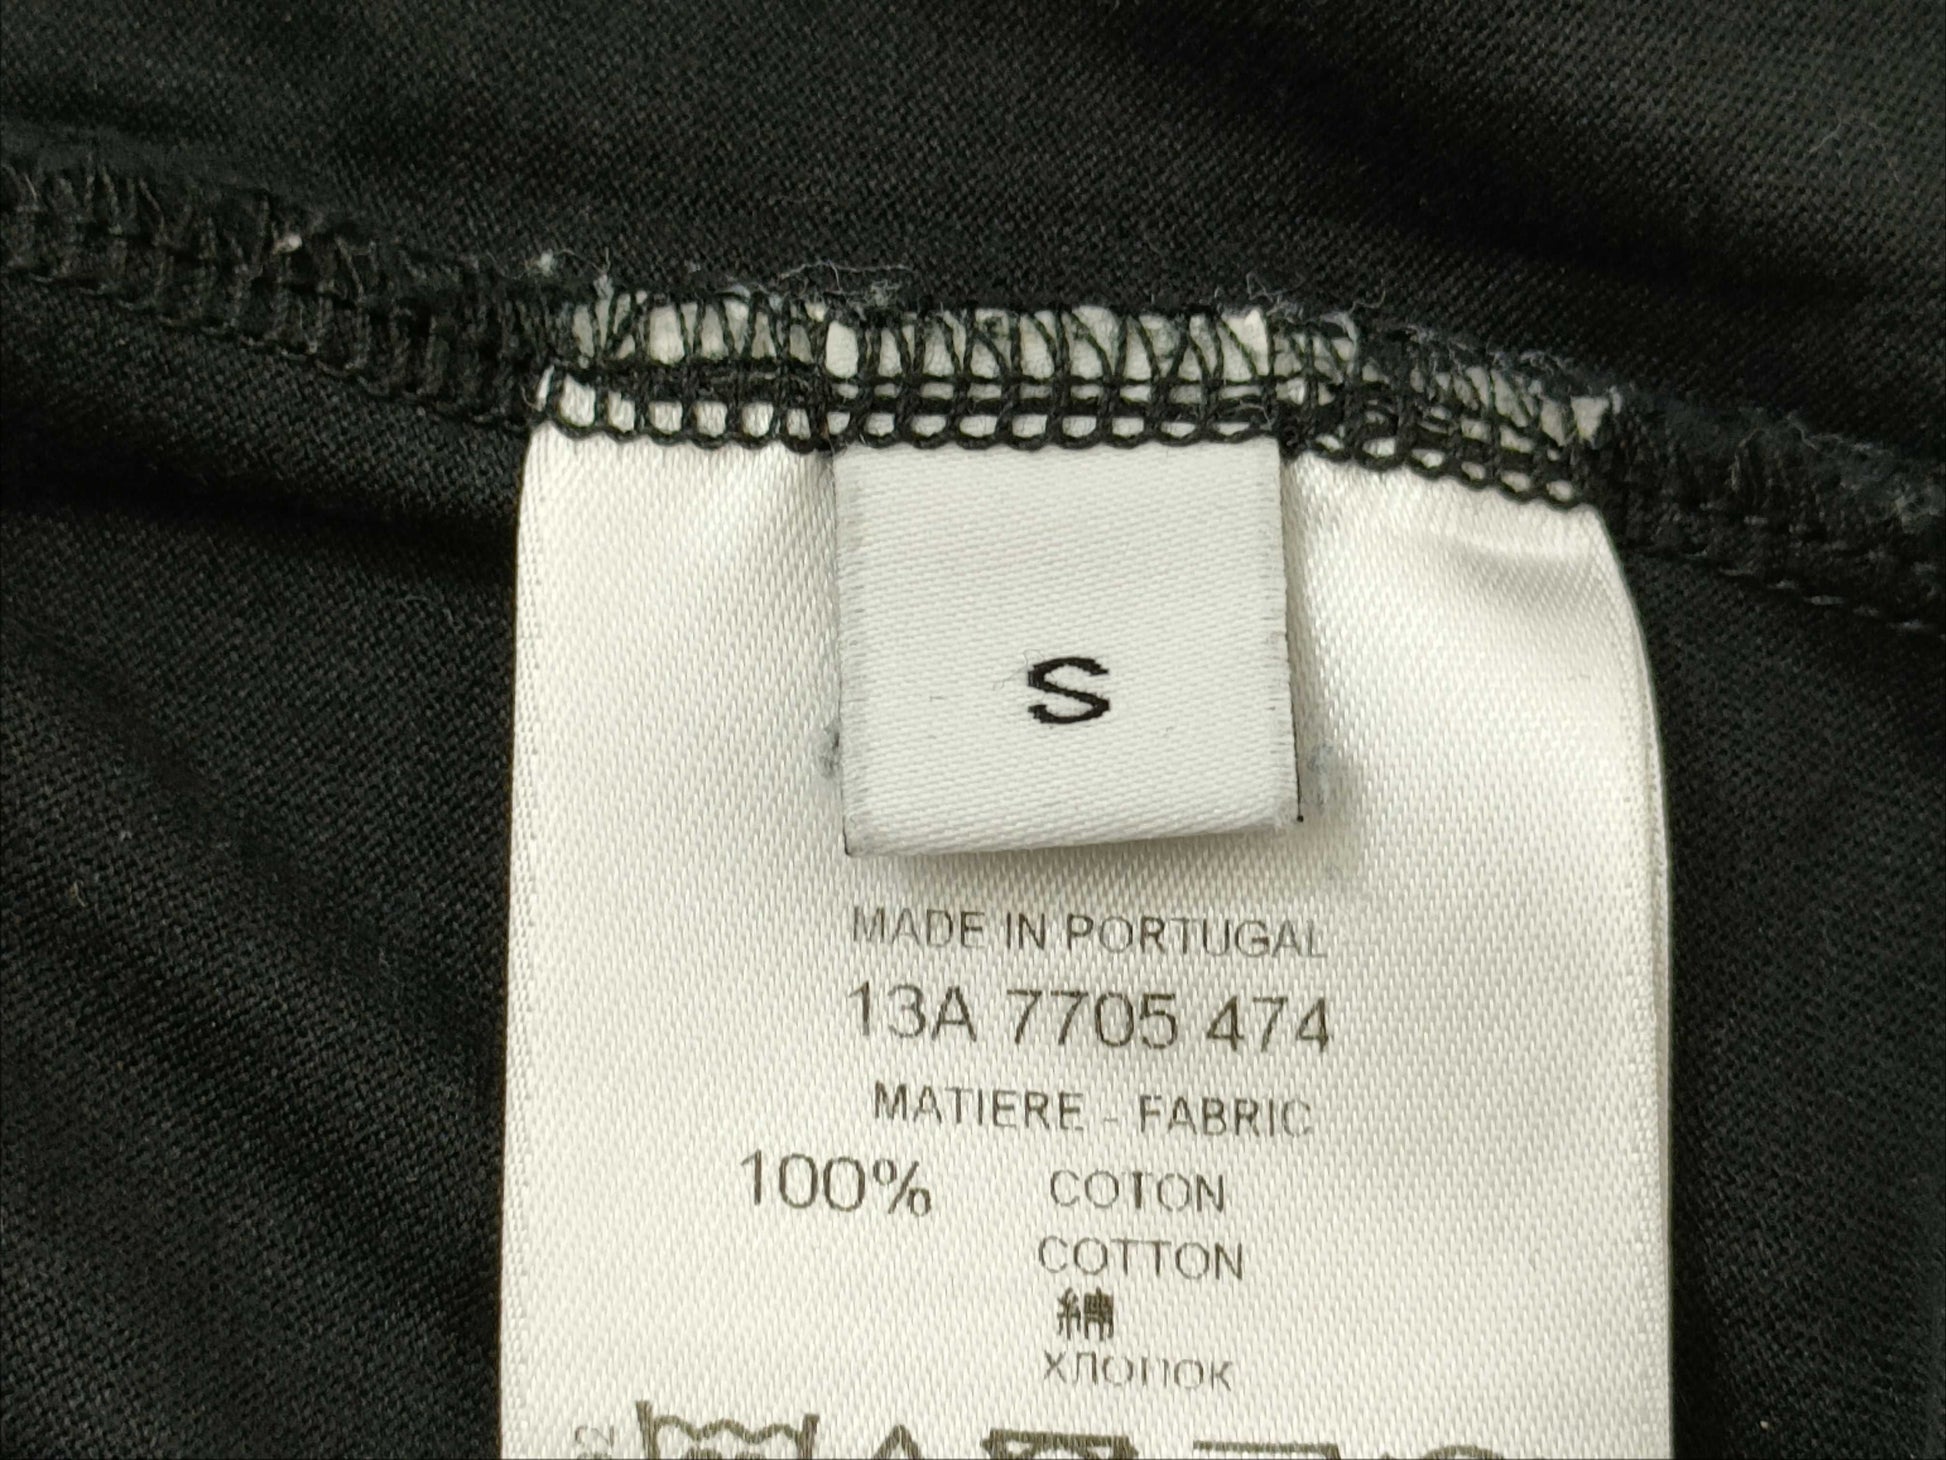 S
MADE IN PORTUGAL
13A 7705 474
MATIERE - FABRIC
100% COTON
COTTON
綿
ХЛОПОК